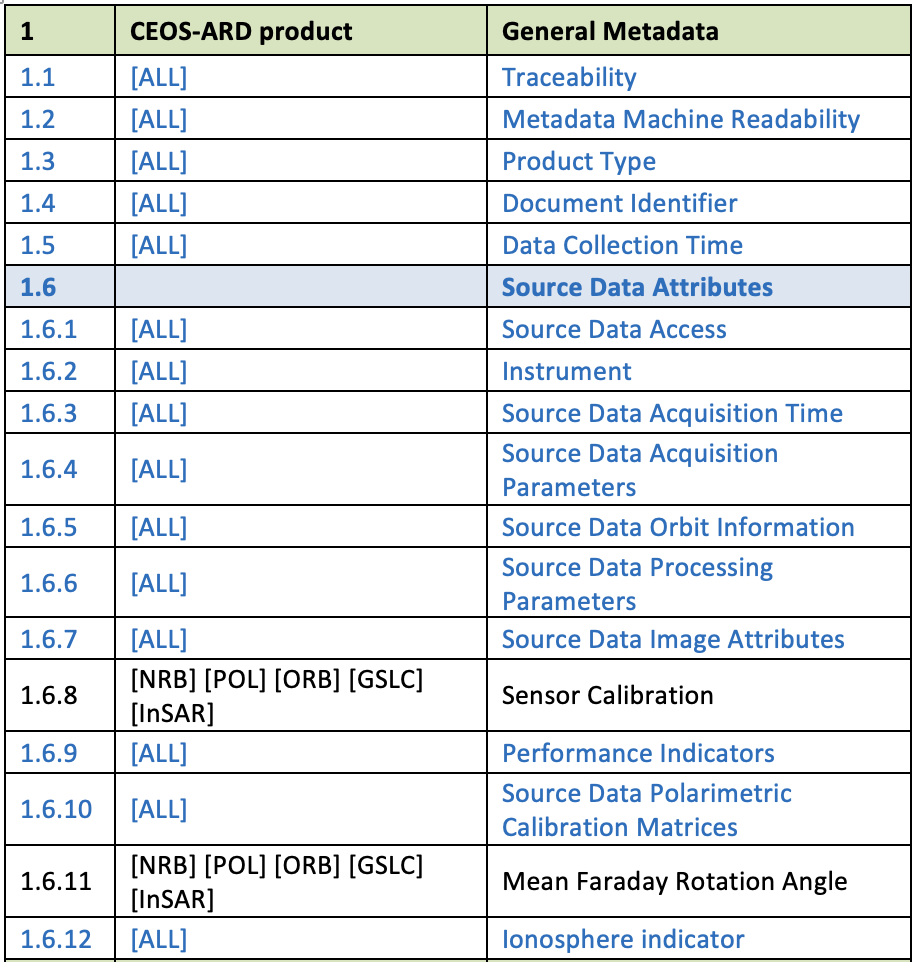 1 CEOS-ARD product General Metadata
1.1 [ALL] Traceability
1.2 [ALL] Metadata Machine Readability
1.3 [ALL] Product Type
1.4 [ALL] Document Identifier
1.5 [ALL] Data Collection Time
1.6 Source Data Attributes
1.6.1 [ALL] Source Data Access
1.6.2 [ALL] Instrument
1.6.3 [ALL] Source Data Acquisition Time
1.6.4 [ALL] Source Data Acquisition
Parameters
1.6.5 [ALL] Source Data Orbit Information
1.6.6 [ALL] Source Data Processing
Parameters
1.6.7 [ALL] Source Data Image Attributes
1.6.8 [NRB] [POL] [ORB] [GSLC]
[InSAR] Sensor Calibration
1.6.9 [ALL] Performance Indicators
1.6.10 [ALL] Source Data Polarimetric
Calibration Matrices
1.6.11 [NRB] [POL] [ORB] [GSLC]
[InSAR] Mean Faraday Rotation Angle
1.6.12 [ALL] Ionosphere indicator